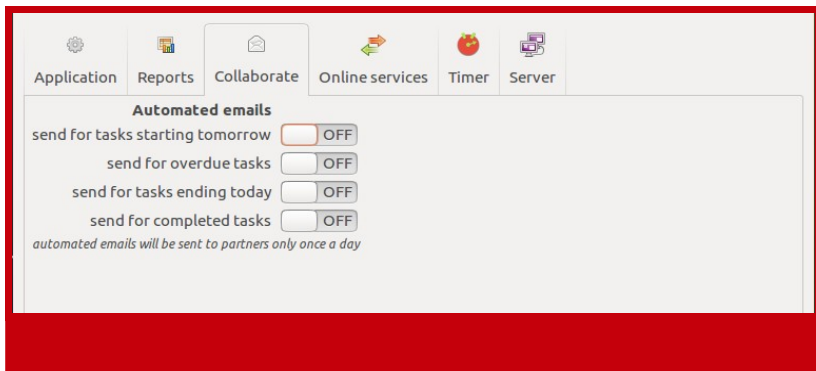 Application Reports Collaborate Online services Timer Server
Automated emails
send for tasks starting tomorrow OFF
send for overdue tasks OFF
send for tasks ending today OFF
send for completed tasks OFF
automated emails will be sent to partners only once a day